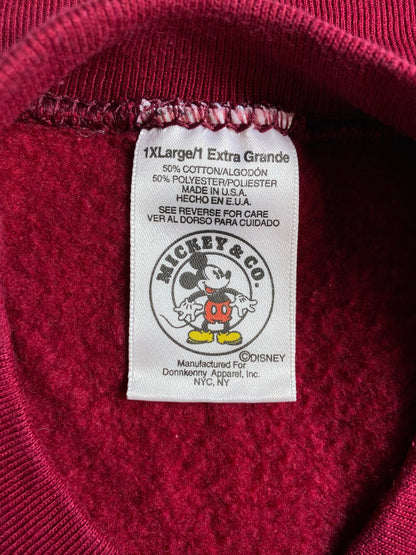 1XLarge/1 Extra Grande
50% COTTON/ALGODÓN
50% POLYESTER/POLIESTER
MADE IN U.S.A.
HECHO EN E.U.A.
SEE REVERSE FOR CARE
VER AL DORSO PARA CUIDADO
MICKEY & CO.
©DISNEY
Manufactured For
Donnkenny Apparel, Inc.
NYC, NY